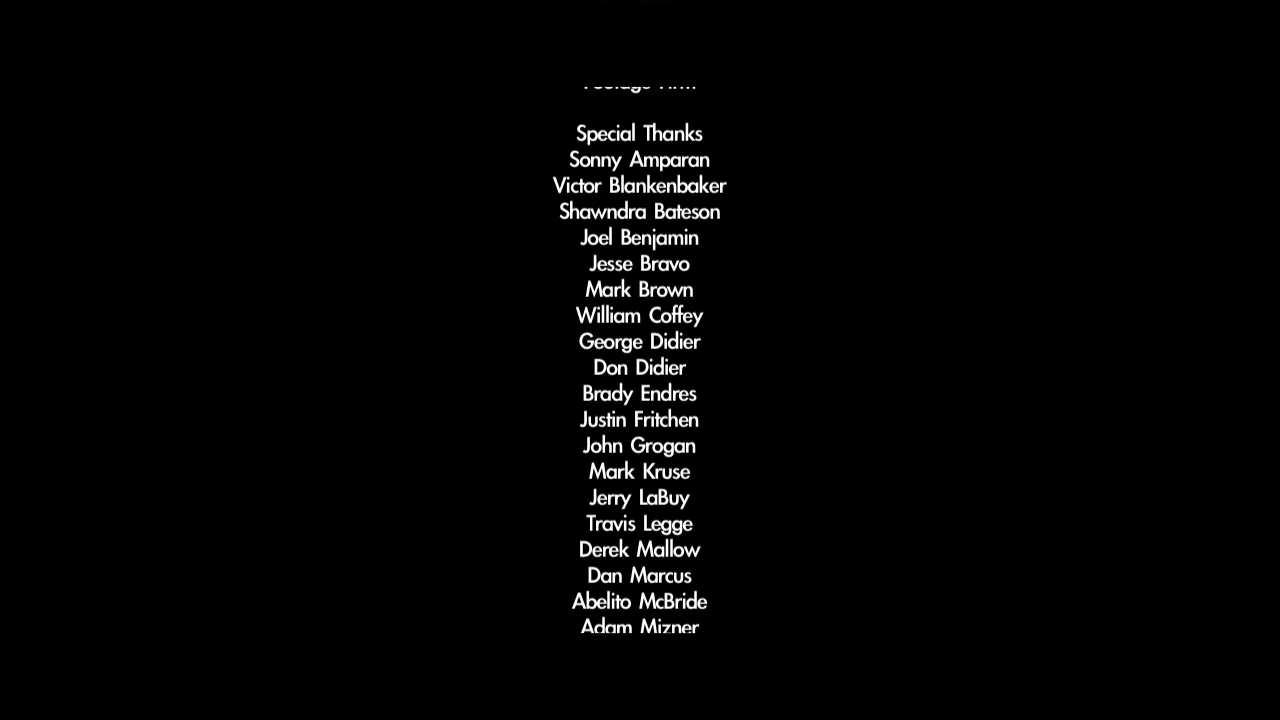 Special Thanks
Sonny Amparan
Victor Blankenbaker
Shawndra Bateson
Joel Benjamin
Jesse Bravo
Mark Brown
William Coffey
George Didier
Don Didier
Brady Endres
Justin Fritchen
John Grogan
Mark Kruse
Jerry LaBuy
Travis Legge
Derek Mallow
Dan Marcus
Abelito McBride
Adam Mizner